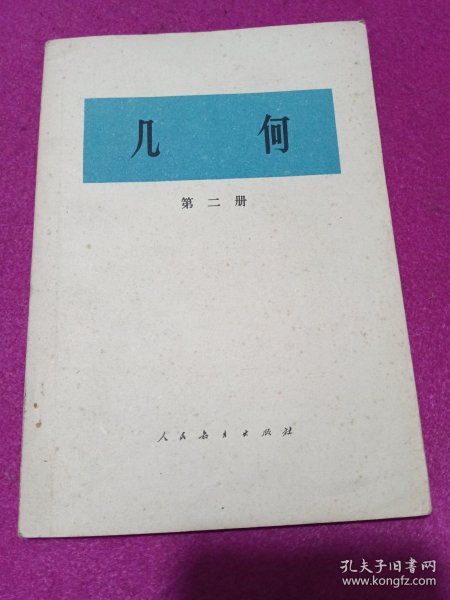 几 何
第 二 册
人民教育出版社
孔夫子旧书网
www.kongfz.com